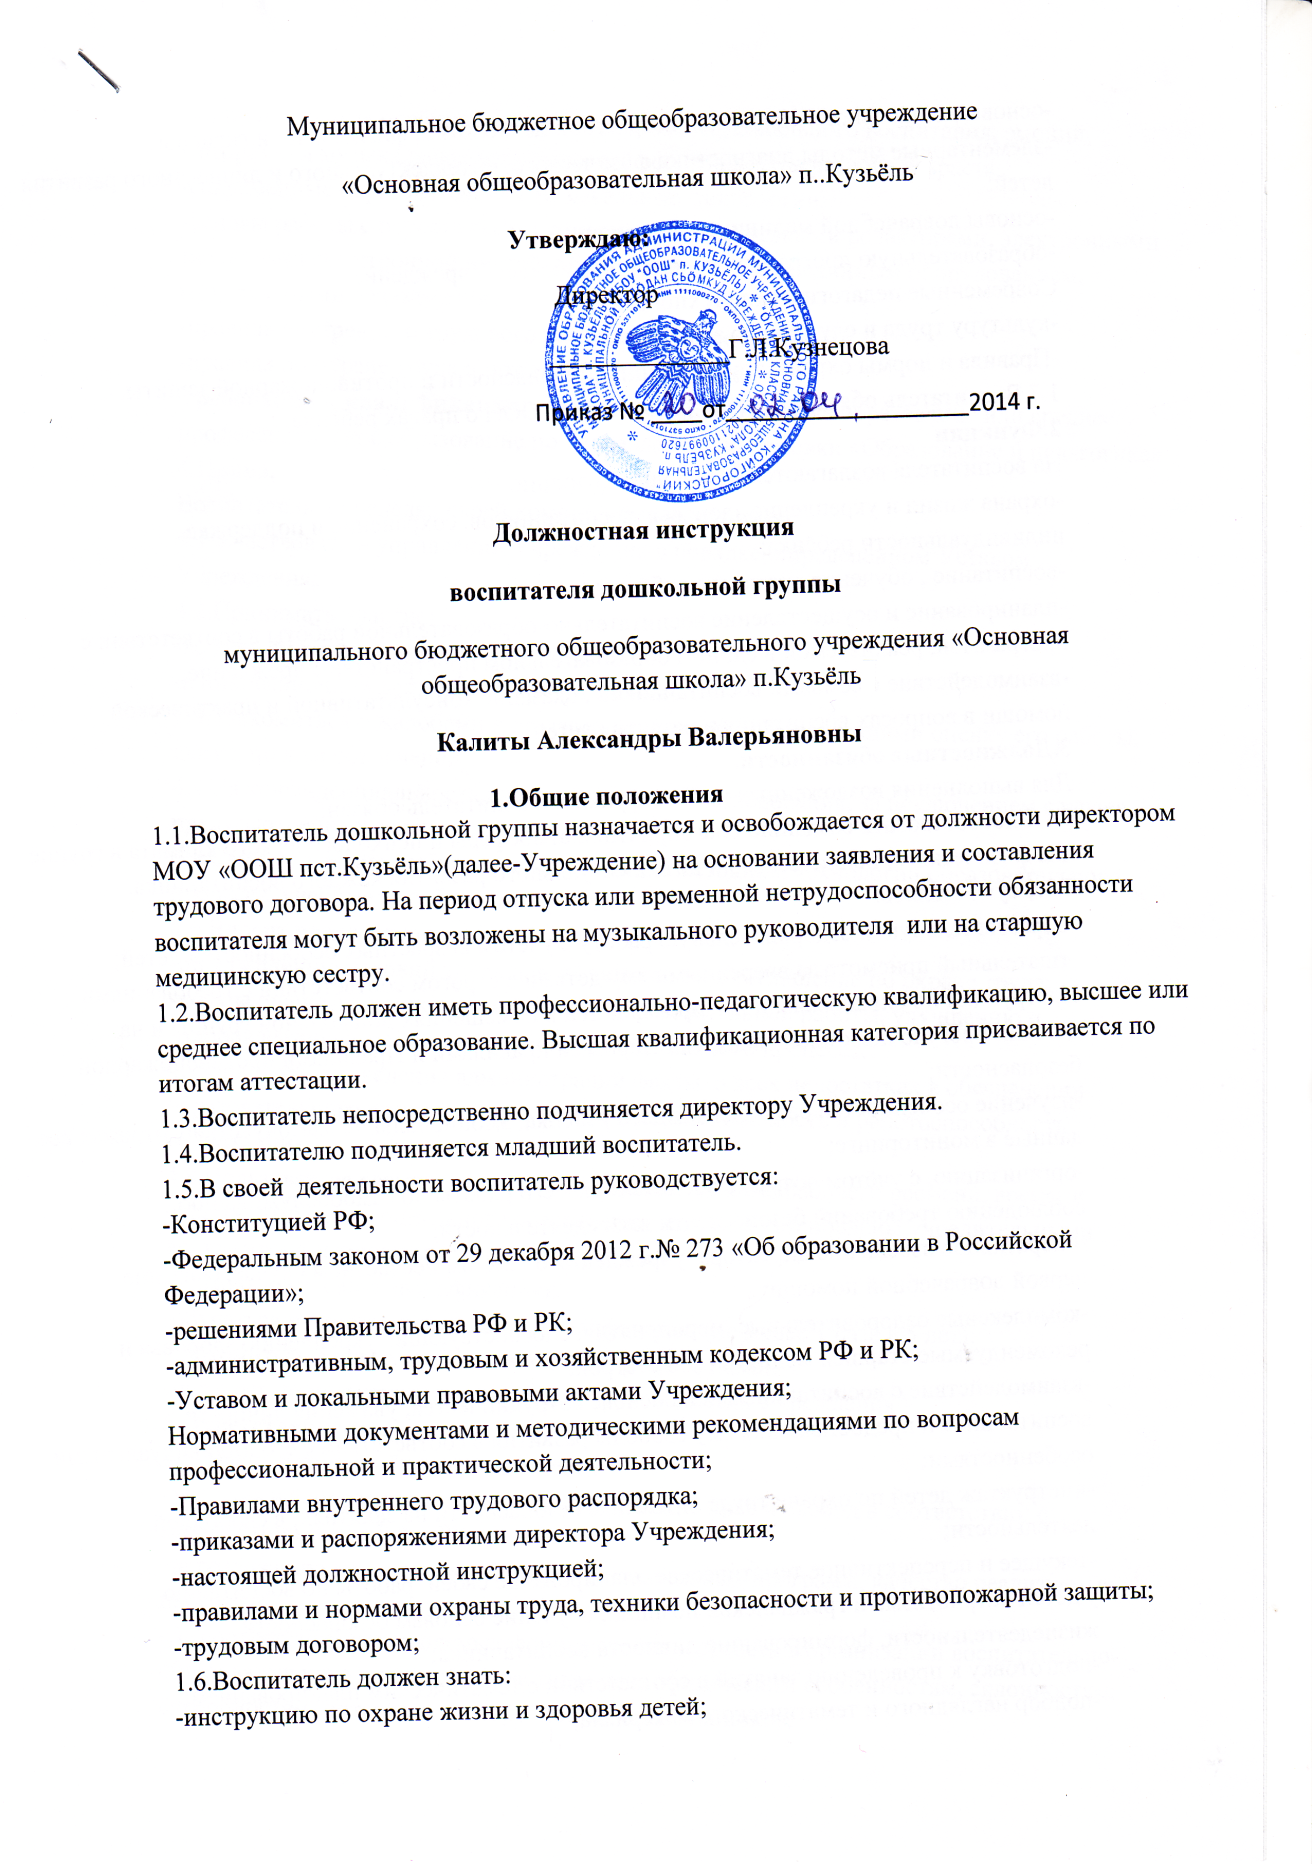 Муниципальное бюджетное общеобразовательное учреждение
«Основная общеобразовательная школа» п..Кузьёль
Утверждаю:
Директор
Г.Л.Кузнецова
Приказ № 20 от 04 2014 г.
Должностная инструкция
воспитателя дошкольной группы
муниципального бюджетного общеобразовательного учреждения «Основная
общеобразовательная школа» п.Кузьёль
Калиты Александры Валерьяновны
1.Общие положения
1.1.Воспитатель дошкольной группы назначается и освобождается от должности директором
МОУ «ООШ пст.Кузьёль»(далее-Учреждение) на основании заявления и составления
трудового договора. На период отпуска или временной нетрудоспособности обязанности
воспитателя могут быть возложены на музыкального руководителя или на старшую
медицинскую сестру.
1.2.Воспитатель должен иметь профессионально-педагогическую квалификацию, высшее или
среднее специальное образование. Высшая квалификационная категория присваивается по
итогам аттестации.
1.3.Воспитатель непосредственно подчиняется директору Учреждения.
1.4.Воспитателю подчиняется младший воспитатель.
1.5.В своей деятельности воспитатель руководствуется:
-Конституцией РФ;
-Федеральным законом от 29 декабря 2012 г.№ 273 «Об образовании в Российской
Федерации»;
-решениями Правительства РФ и РК;
-административным, трудовым и хозяйственным кодексом РФ и РК;
-Уставом и локальными правовыми актами Учреждения;
Нормативными документами и методическими рекомендациями по вопросам
профессиональной и практической деятельности;
-Правилами внутреннего трудового распорядка;
-приказами и распоряжениями директора Учреждения;
-настоящей должностной инструкцией;
-правилами и нормами охраны труда, техники безопасности и противопожарной защиты;
-трудовым договором;
1.6.Воспитатель должен знать:
-инструкцию по охране жизни и здоровья детей;